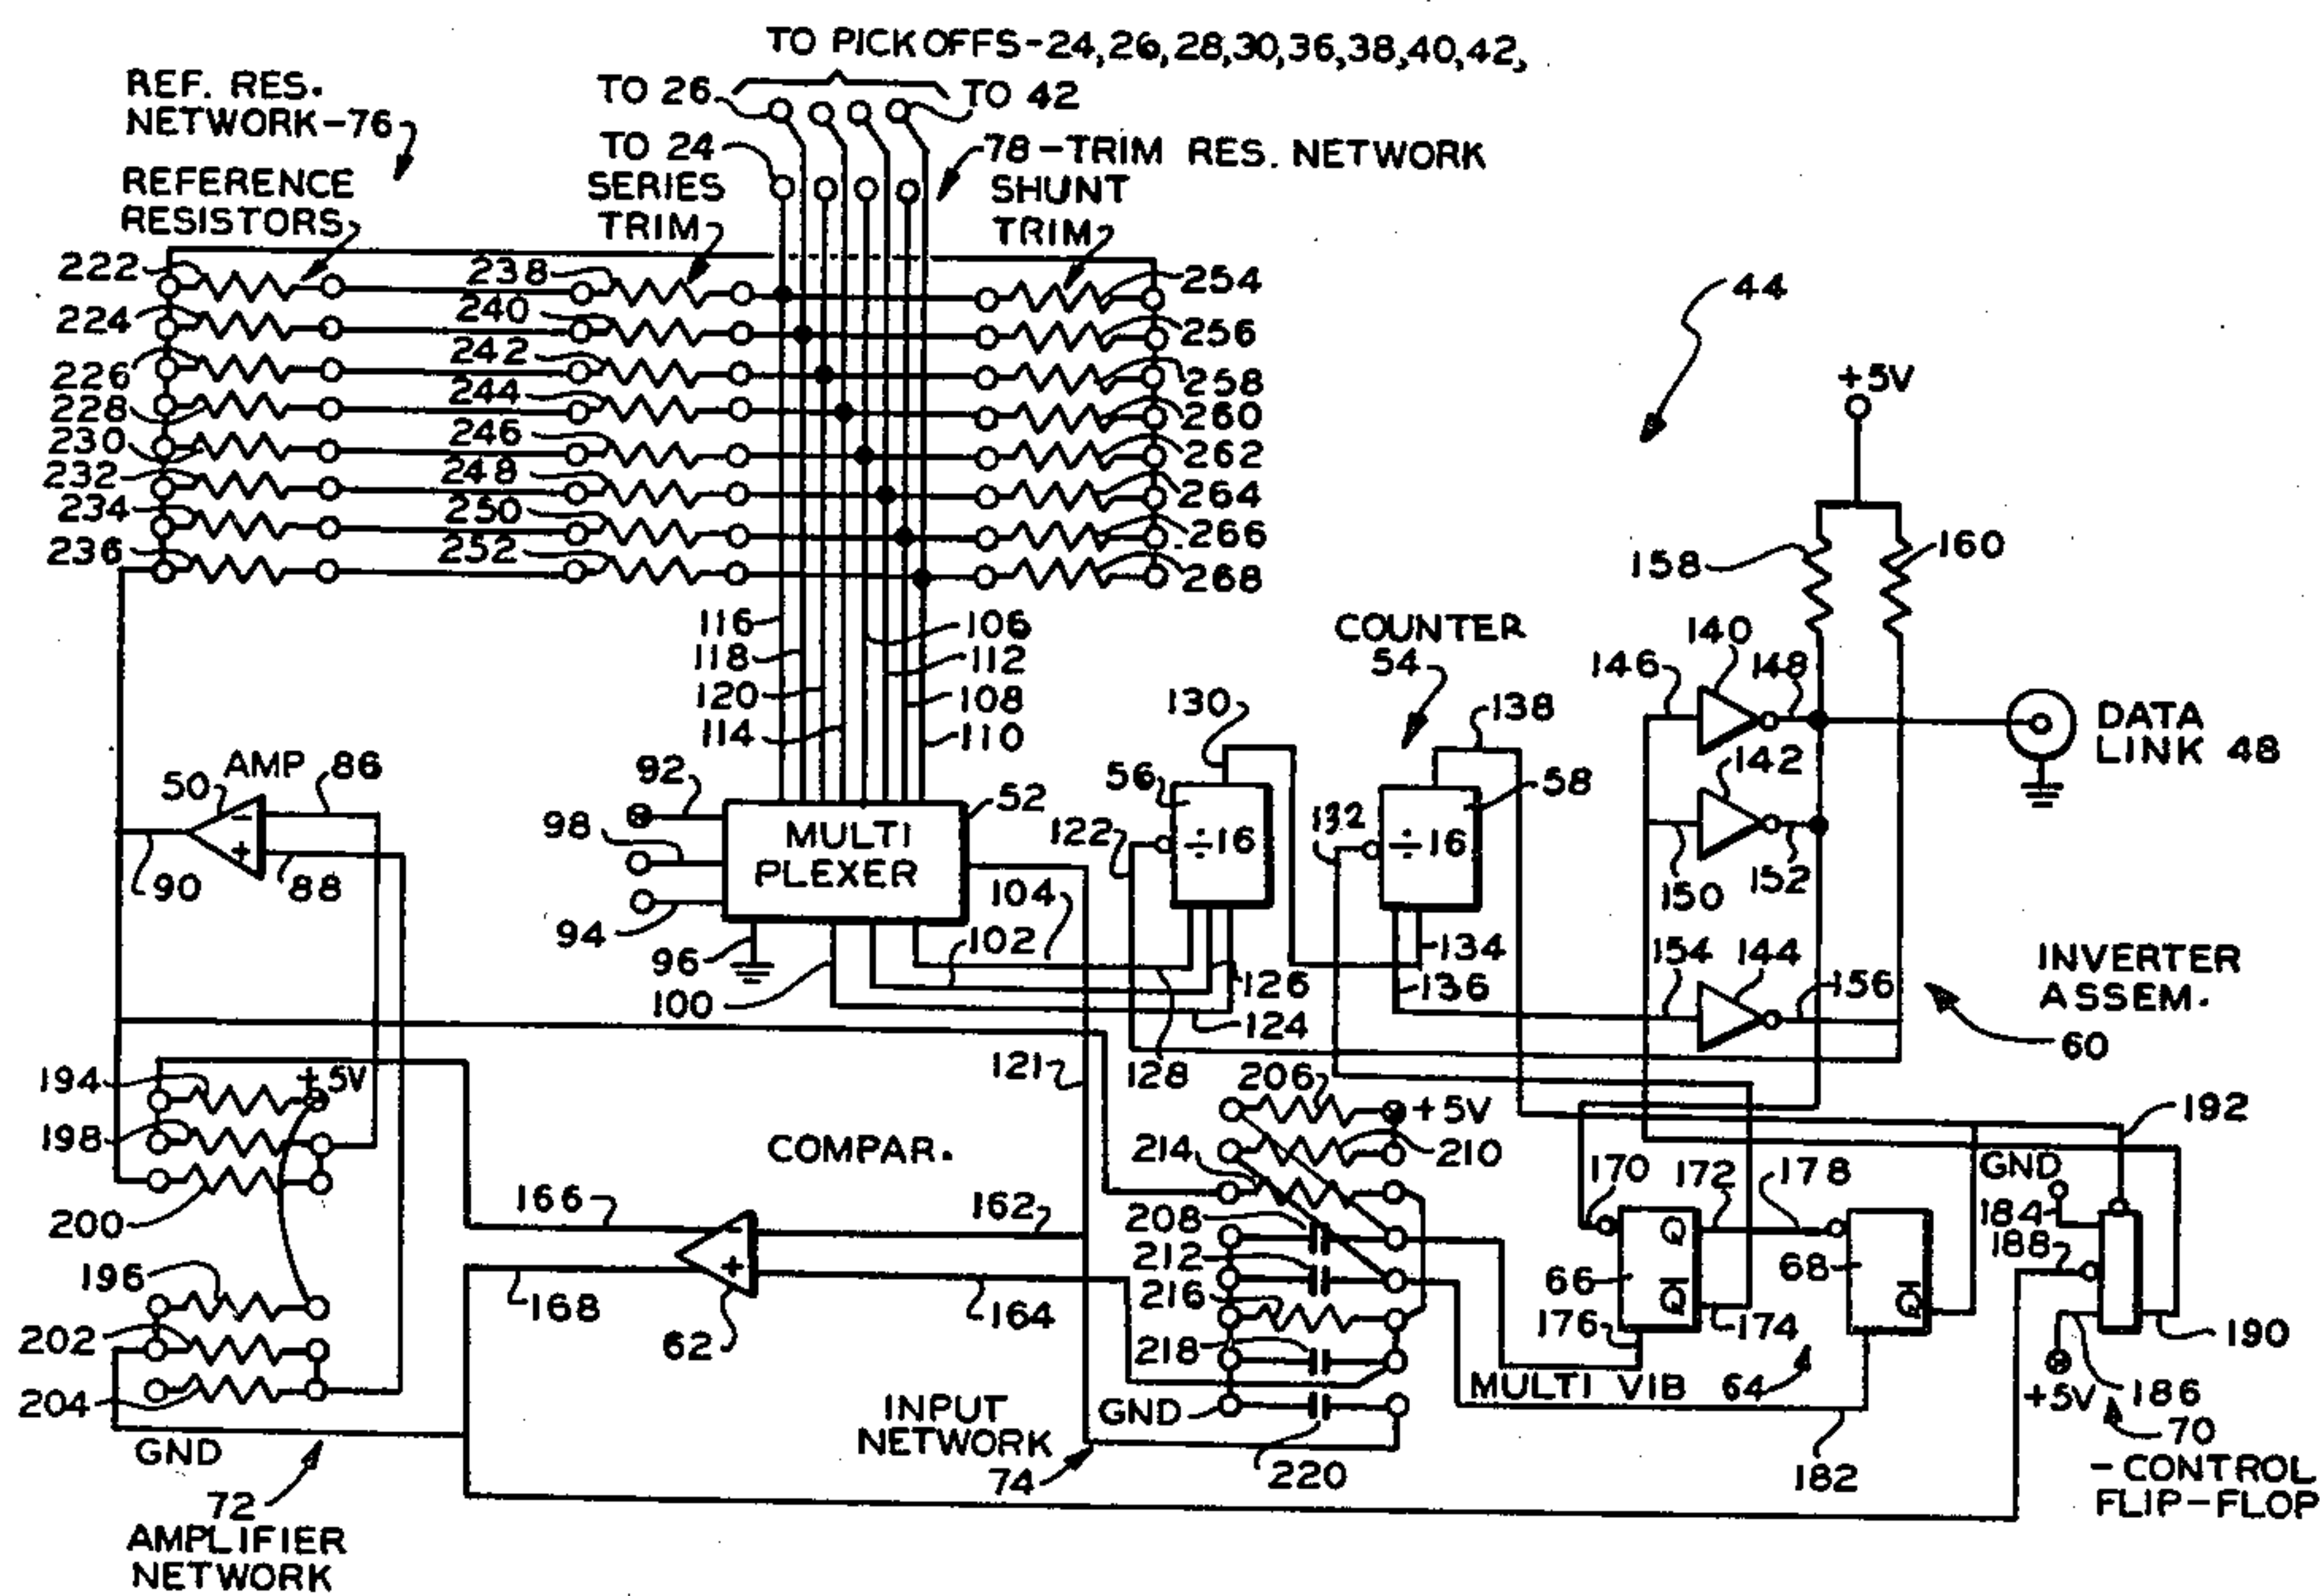 TO PICKOFFS-24,26,28,30,36,38,40,42,
REF. RES.
NETWORK-76
TO 26
TO 42
TO 24
78-TRIM RES. NETWORK
REFERENCE
RESISTORS
SERIES
TRIM
SHUNT
TRIM
222
238
254
224
240
256
226
242
258
228
244
260
230
246
262
232
248
264
234
250
266
236
252
268
44
+5V
158
160
116
118
120
114
106
112
108
110
COUNTER
54
130
138
146
140
148
DATA
LINK 48
142
150
152
50
AMP
86
88
90
92
98
94
96
MULTI
PLEXER
52
100
102
104
122
56
÷16
132
58
÷16
126
124
128
134
136
154
144
156
INVERTER
ASSEM.
60
194
+5V
198
200
196
202
204
GND
72
AMPLIFIER
NETWORK
121
COMPAR.
166
168
62
162
164
INPUT
NETWORK
74
206
+5V
214
210
208
212
216
218
GND
220
170
172
178
Q
66
Q̅
174
176
68
Q̅
MULTI VIB 64
182
192
GND
184
188
190
+5V
186
70
-CONTROL
FLIP-FLOP